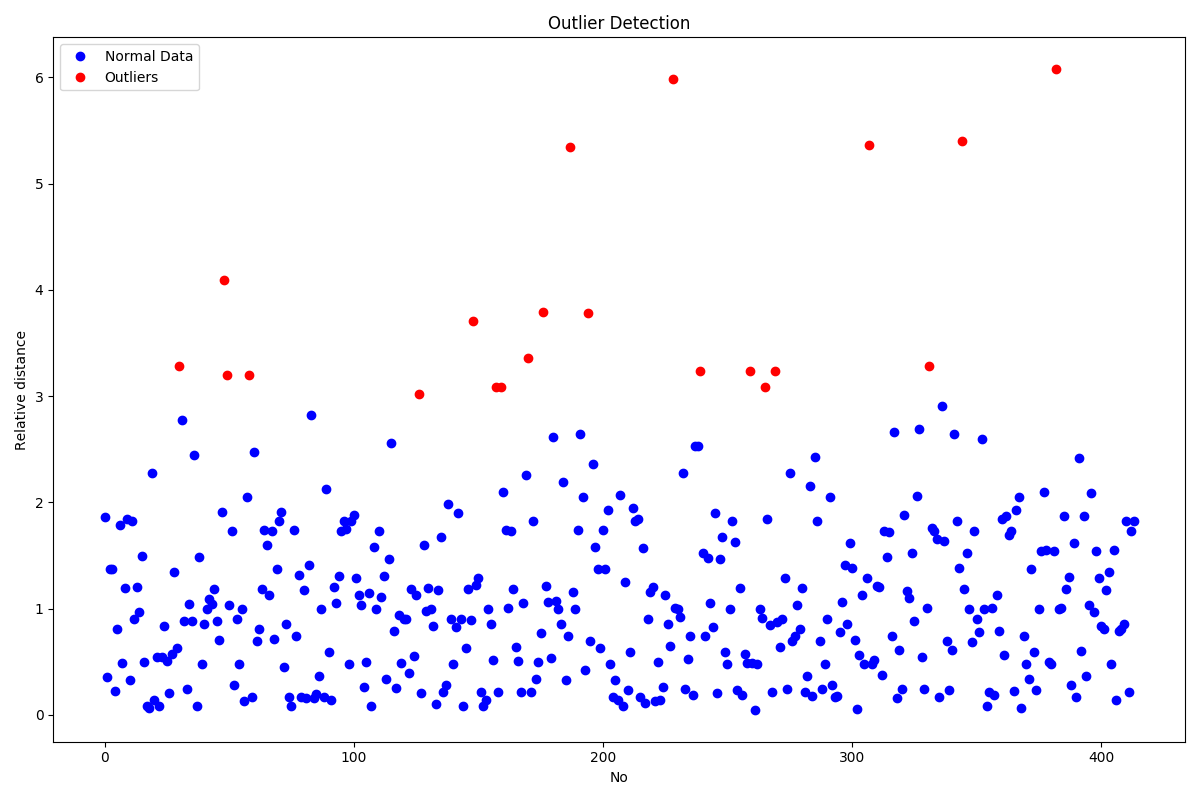 Outlier Detection
Normal Data
Outliers
6
5
4
3
2
1
0
Relative distance
0 100 200 300 400
No